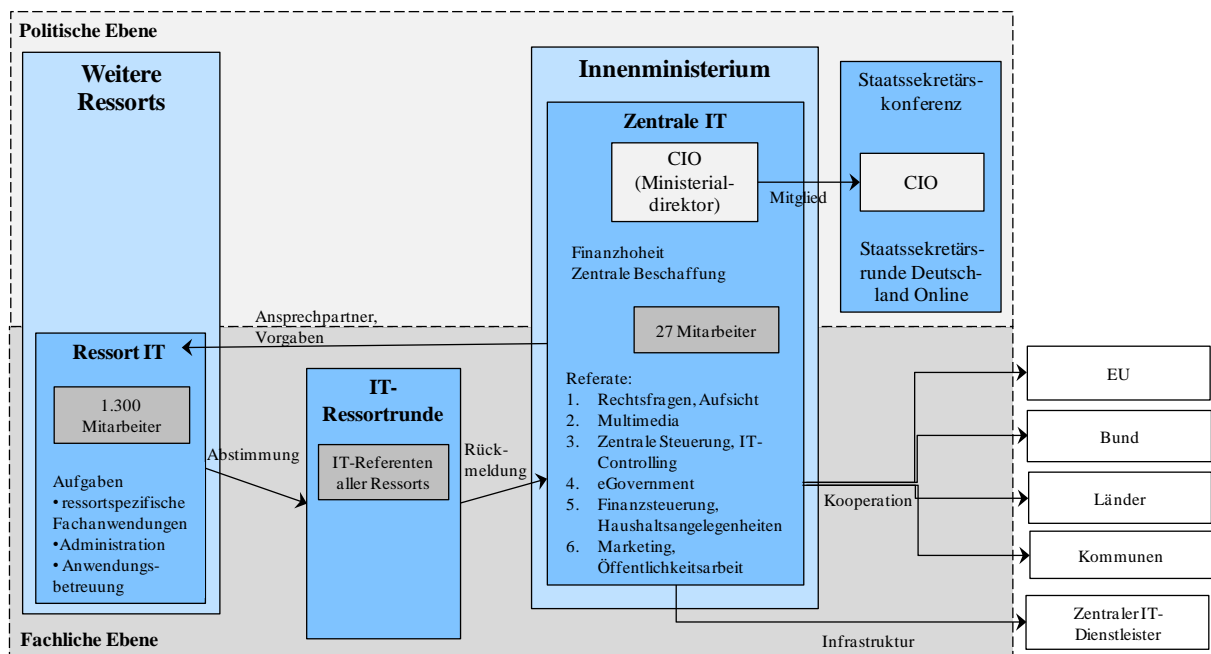 Politische Ebene
Weitere
Ressorts
Innenministerium
Staatssekretärs-
konferenz
Zentrale IT
CIO
(Ministerial-
direktor)
Mitglied
CIO
Finanzhoheit
Zentrale Beschaffung
Staatssekretärs-
runde Deutsch-
land Online
Ansprechpartner,
Vorgaben
27 Mitarbeiter
Ressort IT
1.300
Mitarbeiter
Aufgaben
• ressortspezifische
Fachanwendungen
•Administration
• Anwendungs-
betreuung
Abstimmung
IT-
Ressortrunde
IT-Referenten
aller Ressorts
Rück-
meldung
Referate:
1. Rechtsfragen, Aufsicht
2. Multimedia
3. Zentrale Steuerung, IT-
Controlling
4. eGovernment
5. Finanzsteuerung,
Haushaltsangelegenheiten
6. Marketing,
Öffentlichkeitsarbeit
Kooperation
EU
Bund
Länder
Kommunen
Zentraler IT-
Dienstleister
Infrastruktur
Fachliche Ebene